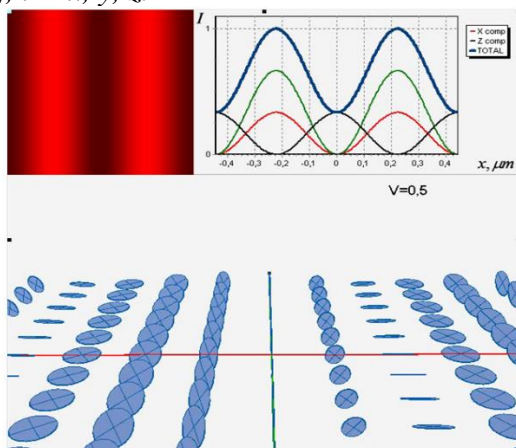 I
1
X comp
Z comp
TOTAL
0
-0,4 -0,3 -0,2 -0,1 0 0,1 0,2 0,3 0,4
x, μm
V=0,5